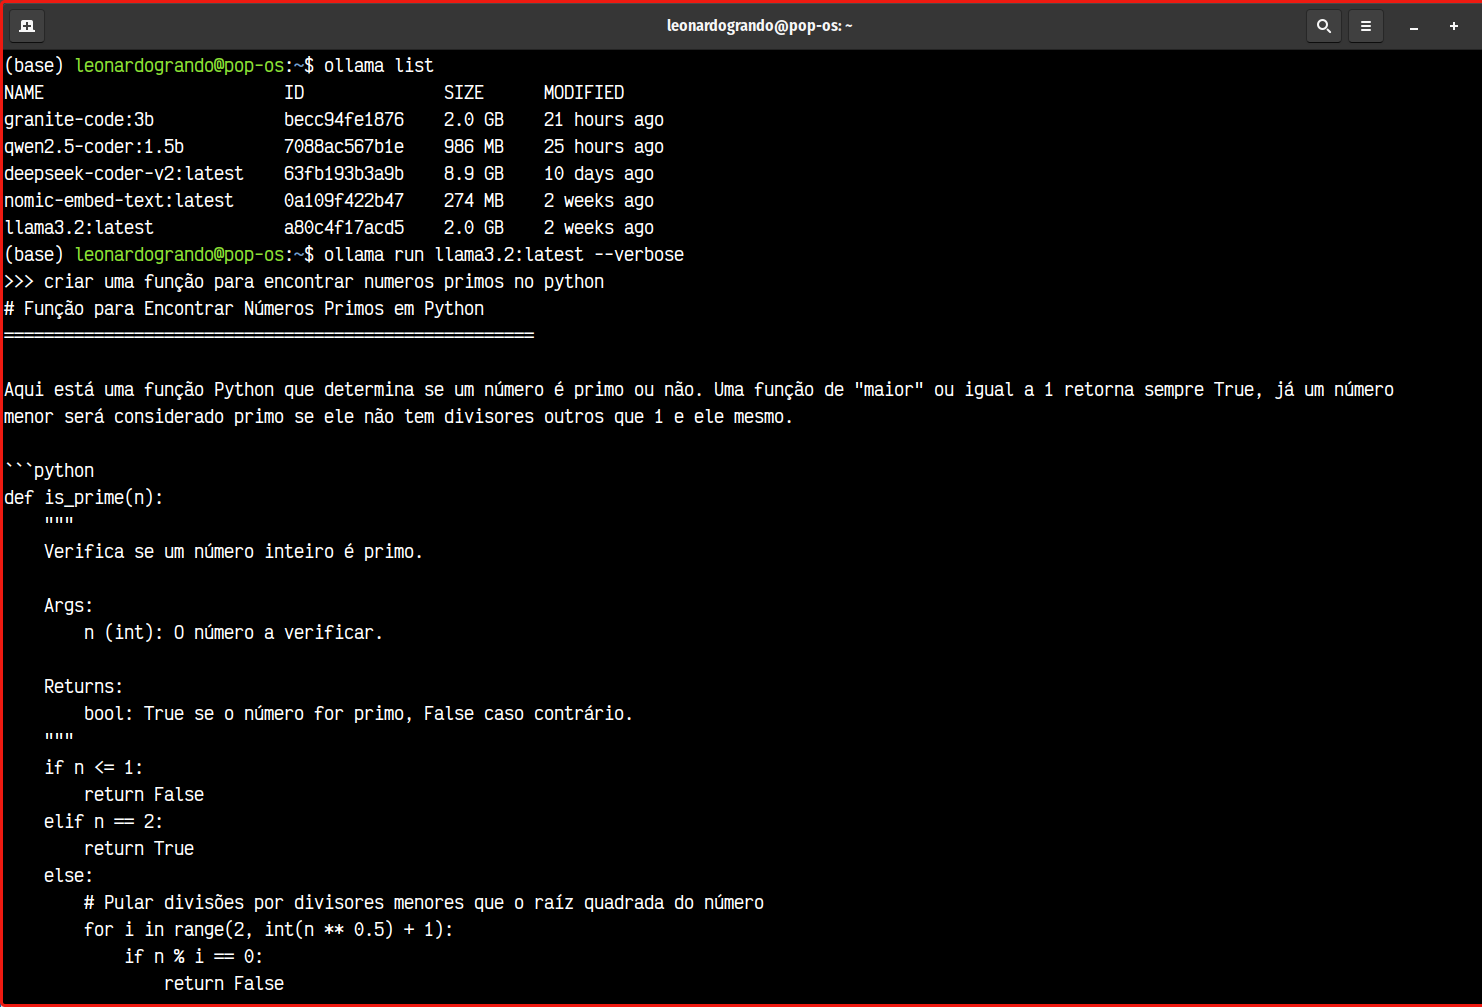 leonardogrando@pop-os: ~
(base) leonardogrando@pop-os:~$ ollama list
NAME                        ID              SIZE      MODIFIED
granite-code:3b             becc94fe1876    2.0 GB    21 hours ago
qwen2.5-coder:1.5b          7088ac567b1e    986 MB    25 hours ago
deepseek-coder-v2:latest    63fb193b3a9b    8.9 GB    10 days ago
nomic-embed-text:latest     0a109f422b47    274 MB    2 weeks ago
llama3.2:latest             a80c4f17acd5    2.0 GB    2 weeks ago
(base) leonardogrando@pop-os:~$ ollama run llama3.2:latest --verbose
>>> criar uma função para encontrar numeros primos no python
# Função para Encontrar Números Primos em Python
=====================================================
Aqui está uma função Python que determina se um número é primo ou não. Uma função de "maior" ou igual a 1 retorna sempre True, já um número
menor será considerado primo se ele não tem divisores outros que 1 e ele mesmo.
```python
def is_prime(n):
    """
    Verifica se um número inteiro é primo.
    Args:
        n (int): O número a verificar.
    Returns:
        bool: True se o número for primo, False caso contrário.
    """
    if n <= 1:
        return False
    elif n == 2:
        return True
    else:
        # Pular divisões por divisores menores que o raíz quadrada do número
        for i in range(2, int(n ** 0.5) + 1):
            if n % i == 0:
                return False